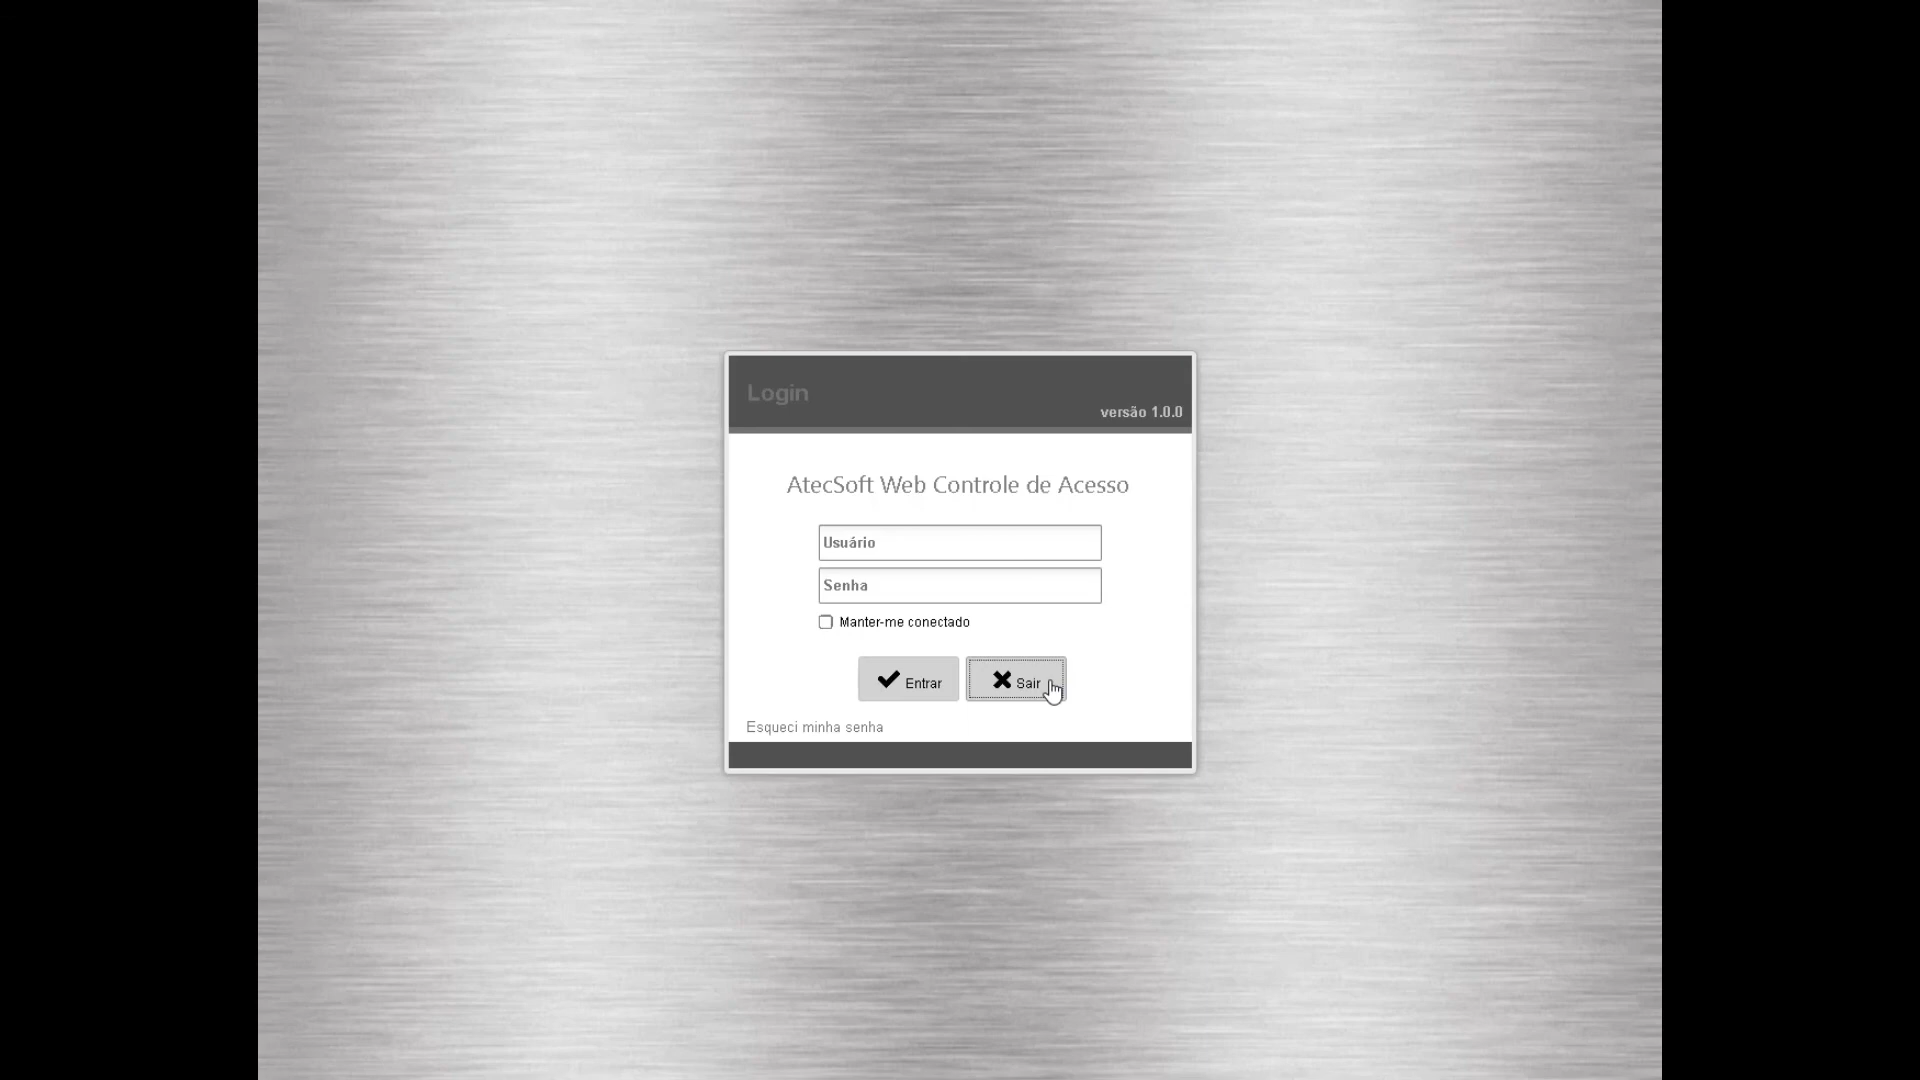 Login
versão 1.0.0
AtecSoft Web Controle de Acesso
Usuário
Senha
Manter-me conectado
Entrar
Sair
Esqueci minha senha